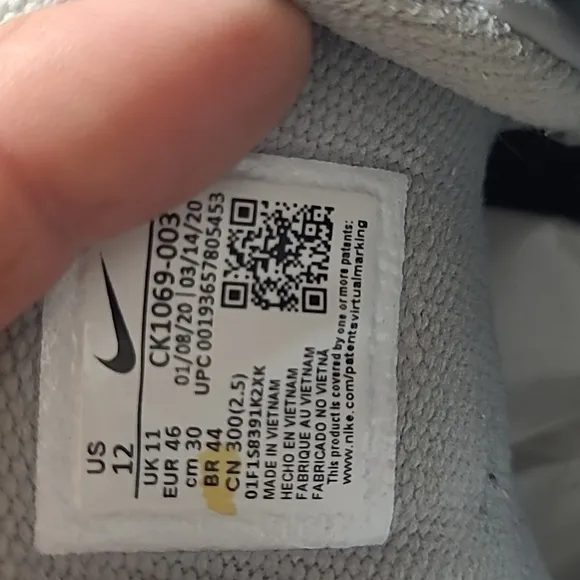 US
12
UK 11
EUR 46
cm 30
BR 44
CN 300(2.5)
CK1069-003
01/08/20 | 03/14/20
UPC 00193657805453
01F1S8391K2XK
MADE IN VIETNAM
HECHO EN VIETNAM
FABRIQUE AU VIETNAM
FABRICADO NO VIETNÃ
This product is covered by one or more patents:
www.nike.com/patentsvirtualmarking